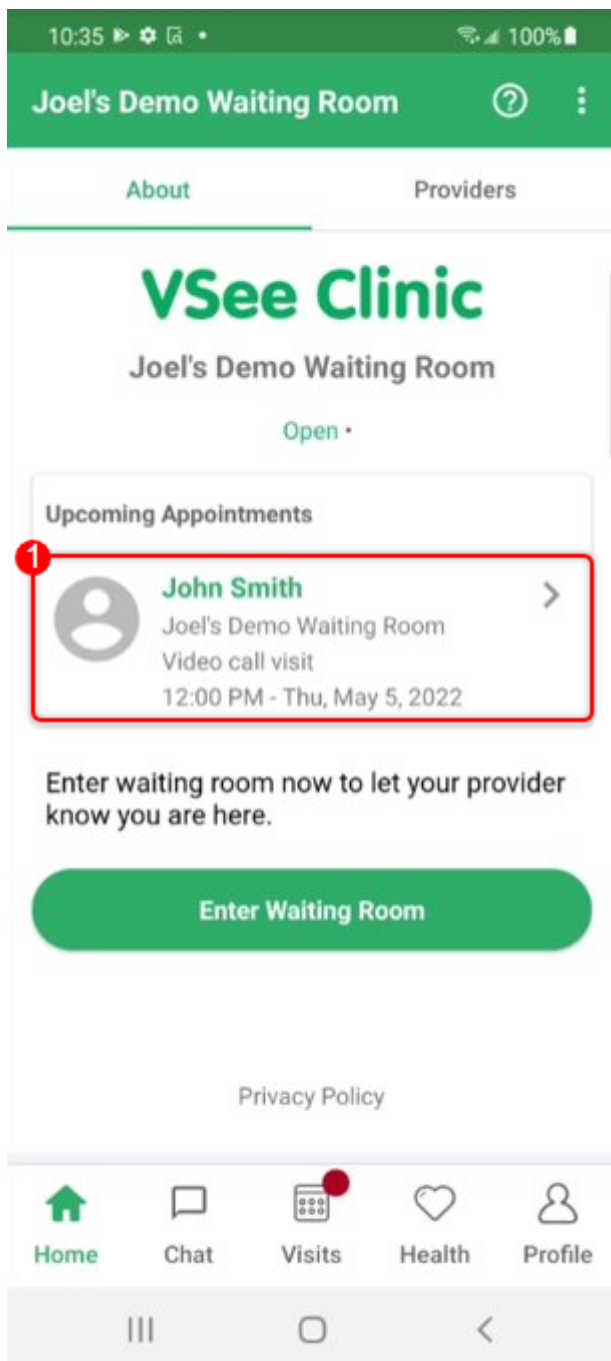 10:35
100%
Joel's Demo Waiting Room
About
Providers
VSee Clinic
Joel's Demo Waiting Room
Open •
Upcoming Appointments
1
John Smith
Joel's Demo Waiting Room
Video call visit
12:00 PM - Thu, May 5, 2022
Enter waiting room now to let your provider
know you are here.
Enter Waiting Room
Privacy Policy
Home
Chat
Visits
Health
Profile